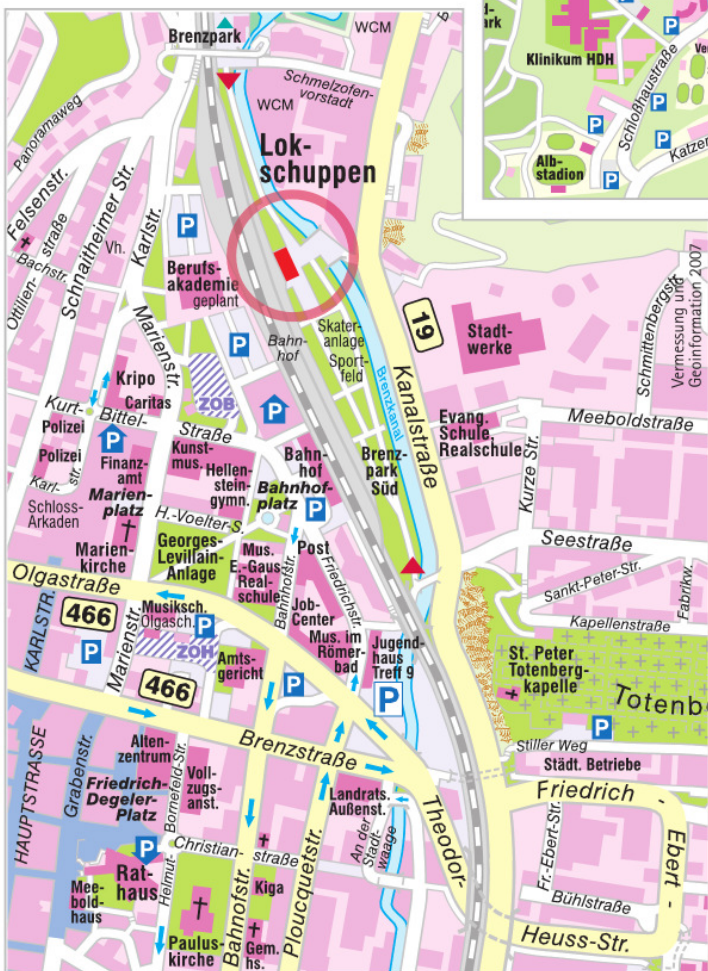 Brenzpark
WCM
Schmelzofen-
vorstadt
WCM
Panoramaweg
Lok-
schuppen
P
Klinikum HDH
P
Schloßhaustraße
P
P
P
Alb-
stadion
P
Katzen
Felsenstr.
Ottilien-
straße
Bachstr.
Schnaitheimer Str.
Vh.
Karlstr.
P
Berufs-
akademie
geplant
Marienstr.
P
Bahn-
hof
Skater-
anlage
Sport-
feld
19
Stadt-
werke
Schmittenbergstr.
Vermessung und
Geoinformation 2007
Kripo
Caritas
ZOB
P
Brenzkanal
Kanalstraße
Kurt-
Bittel-
Straße
Polizei
Polizei
P
Karl-
str.
Finanz-
amt
Marien-
platz
Schloss-
Arkaden
Marien-
kirche
Kunst-
mus.
Hellen-
stein-
gymn.
H.-Voelter-S.
Bahn-
hof
Bahnhof-
platz
P
Brenz-
park
Süd
Evang.
Schule,
Realschule
Kurze Str.
Meeboldstraße
Georges-
Levillain-
Anlage
Mus.
E.-Gaus
Real-
schule
Bahnhofstr.
Post
Friedrichstr.
Seestraße
Sankt-Peter-Str.
Fabrikw.
Kapellenstraße
Olgastraße
KARLSTR.
466
P
Marienstr.
Musiksch.
Olgasch.
P
ZOH
Job-
Center
Mus. im
Römer-
bad
Jugend-
haus
Treff 9
P
St. Peter
Totenberg-
kapelle
Totenb
466
Amts-
gericht
P
P
Stiller Weg
Städt. Betriebe
Brenzstraße
HAUPTSTRASSE
Grabenstr.
Alten-
zentrum
Friedrich-
Degeler-
Platz
Helmut-
Bornefeld-Str.
Voll-
zugs-
anst.
Landrats.
Außenst.
An der
Stadt-
waage
Theodor-
Heuss-Str.
Friedrich -
Ebert -
Fr.-Ebert-Str.
Bühlstraße
P
Rat-
haus
Mee-
bold-
haus
Christian-
straße
Paulus-
kirche
Bahnhofstr.
Kiga
Gem.
hs.
Ploucquetstr.